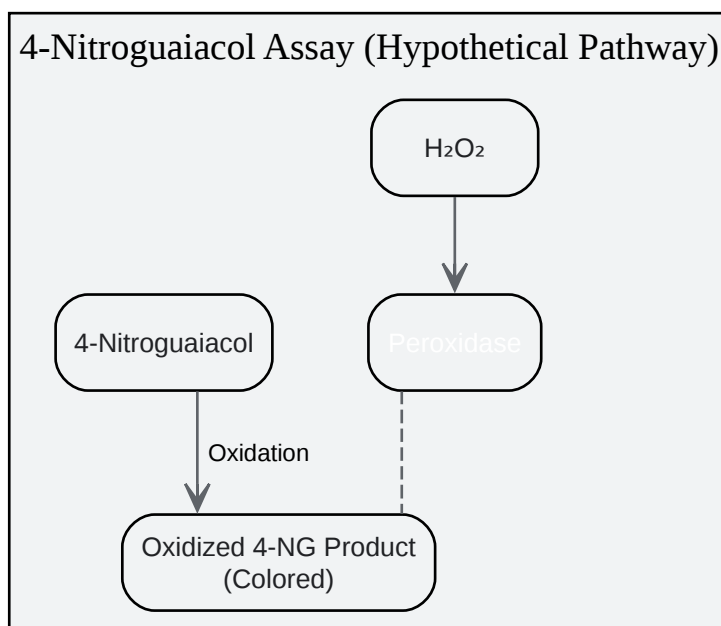 4-Nitroguaiacol Assay (Hypothetical Pathway)
H₂O₂
4-Nitroguaiacol
Peroxidase
Oxidation
Oxidized 4-NG Product
(Colored)